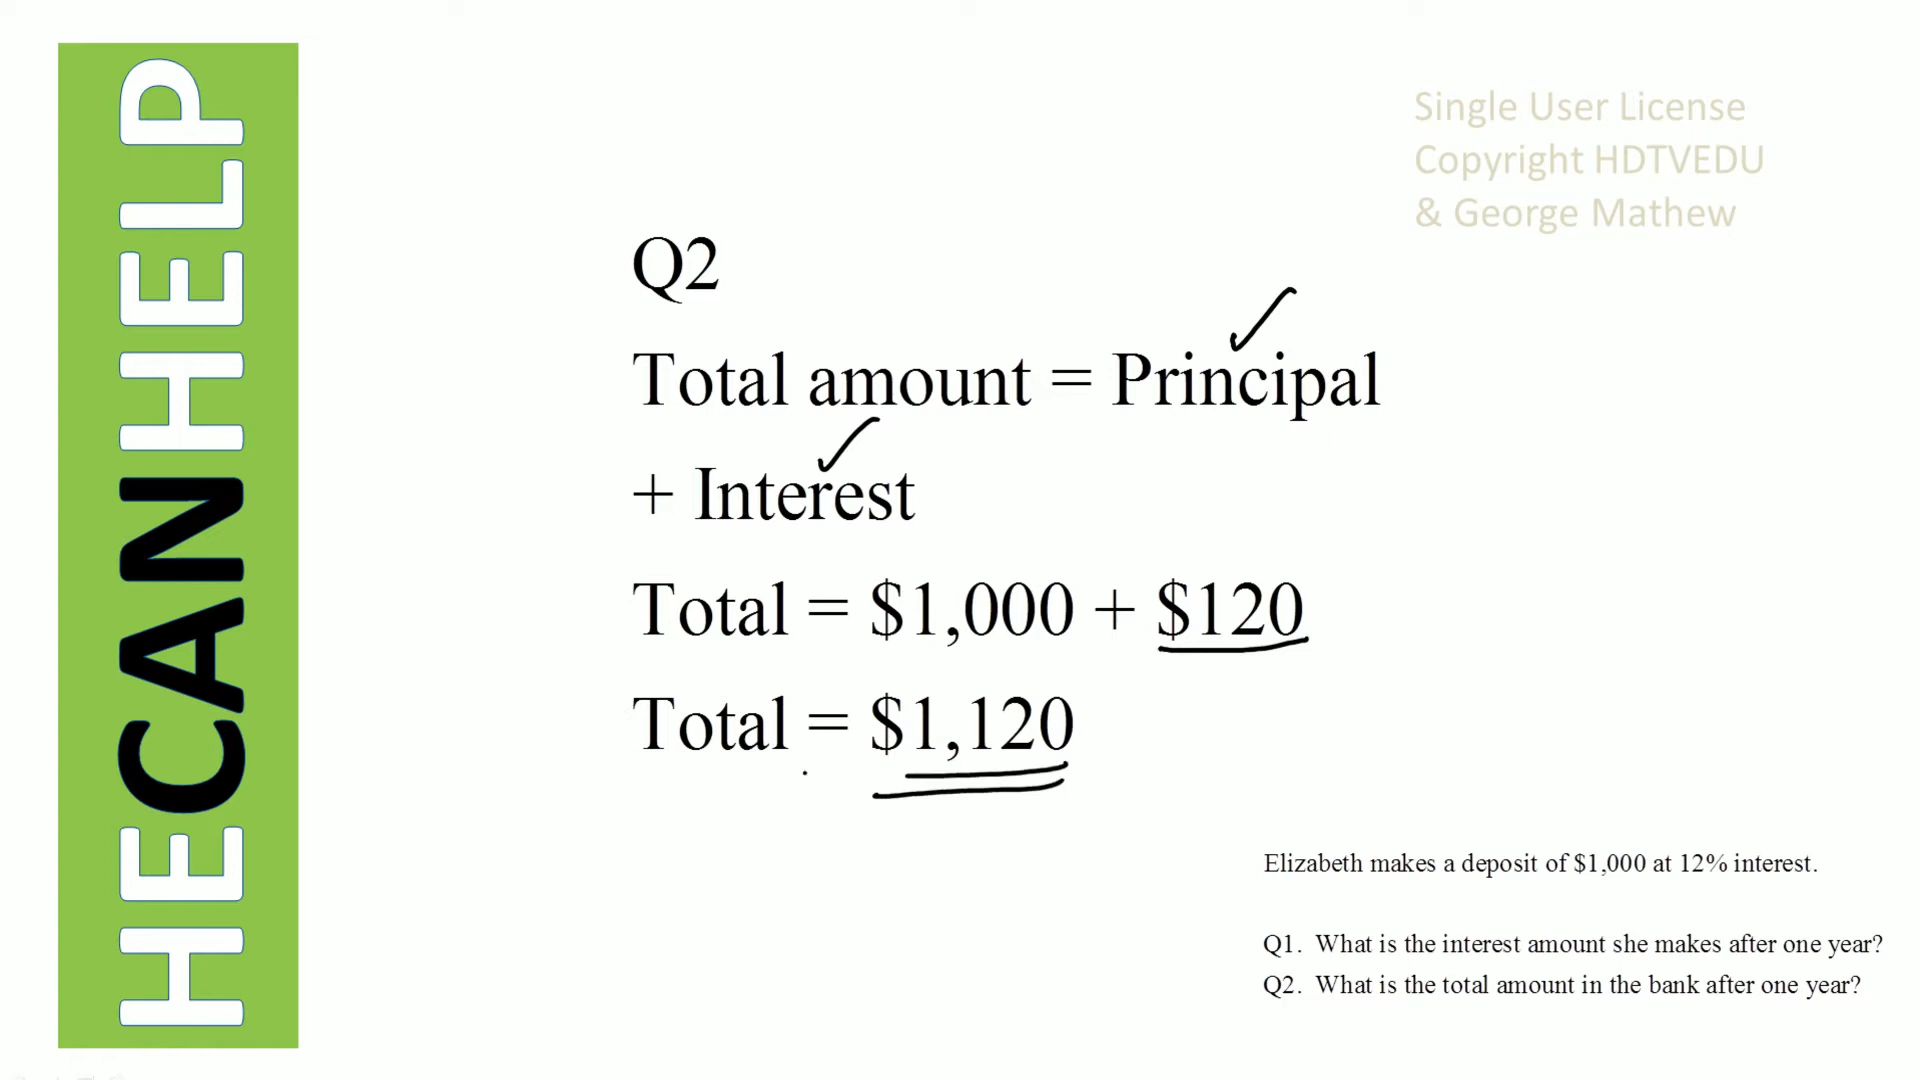 HECANHELP
Single User License
Copyright HDTVEDU
& George Mathew
Q2
Total amount = Principal
+ Interest
Total = $1,000 + $120
Total = $1,120
Elizabeth makes a deposit of $1,000 at 12% interest.
Q1. What is the interest amount she makes after one year?
Q2. What is the total amount in the bank after one year?